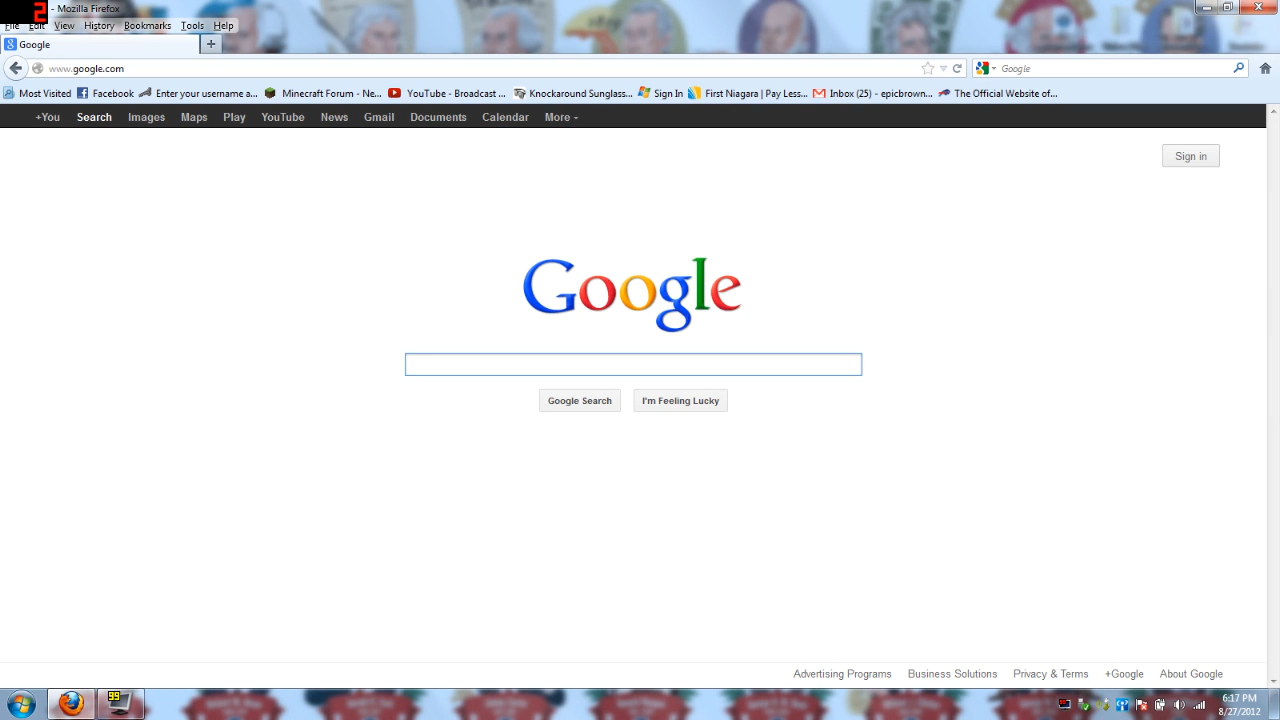 2
- Mozilla Firefox
File Edit View History Bookmarks Tools Help
Google
www.google.com
Google
Most Visited Facebook Enter your username a... Minecraft Forum - Ne... YouTube - Broadcast ... Knockaround Sunglass... Sign In First Niagara | Pay Less... Inbox (25) - epicbrown... The Official Website of...
+You Search Images Maps Play YouTube News Gmail Documents Calendar More
Sign in
Google
Google Search I'm Feeling Lucky
Advertising Programs Business Solutions Privacy & Terms +Google About Google
99
6:17 PM
8/27/2012